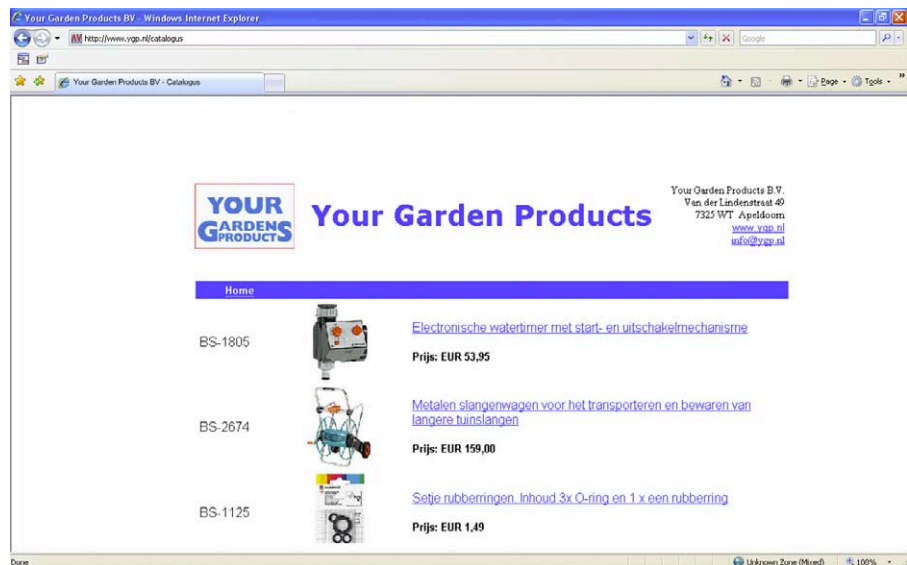 Your Garden Products BV - Windows Internet Explorer
http://www.ygp.nl/catalogus
Google
Your Garden Products BV - Catalogus
Page
Tools
YOUR
GARDENS
PRODUCTS
Your Garden Products
Your Garden Products B.V.
Van der Lindenstraat 49
7325 WT Apeldoorn
www.ygp.nl
info@ygp.nl
Home
BS-1805
Electronische watertimer met start- en uitschakelmechanisme
Prijs: EUR 53,95
BS-2674
Metalen slangenwagen voor het transporteren en bewaren van
langere tuinslangen
Prijs: EUR 159,00
BS-1125
Setje rubberringen. Inhoud 3x O-ring en 1 x een rubberring
Prijs: EUR 1,49
Done
Unknown Zone (Mixed)
100%